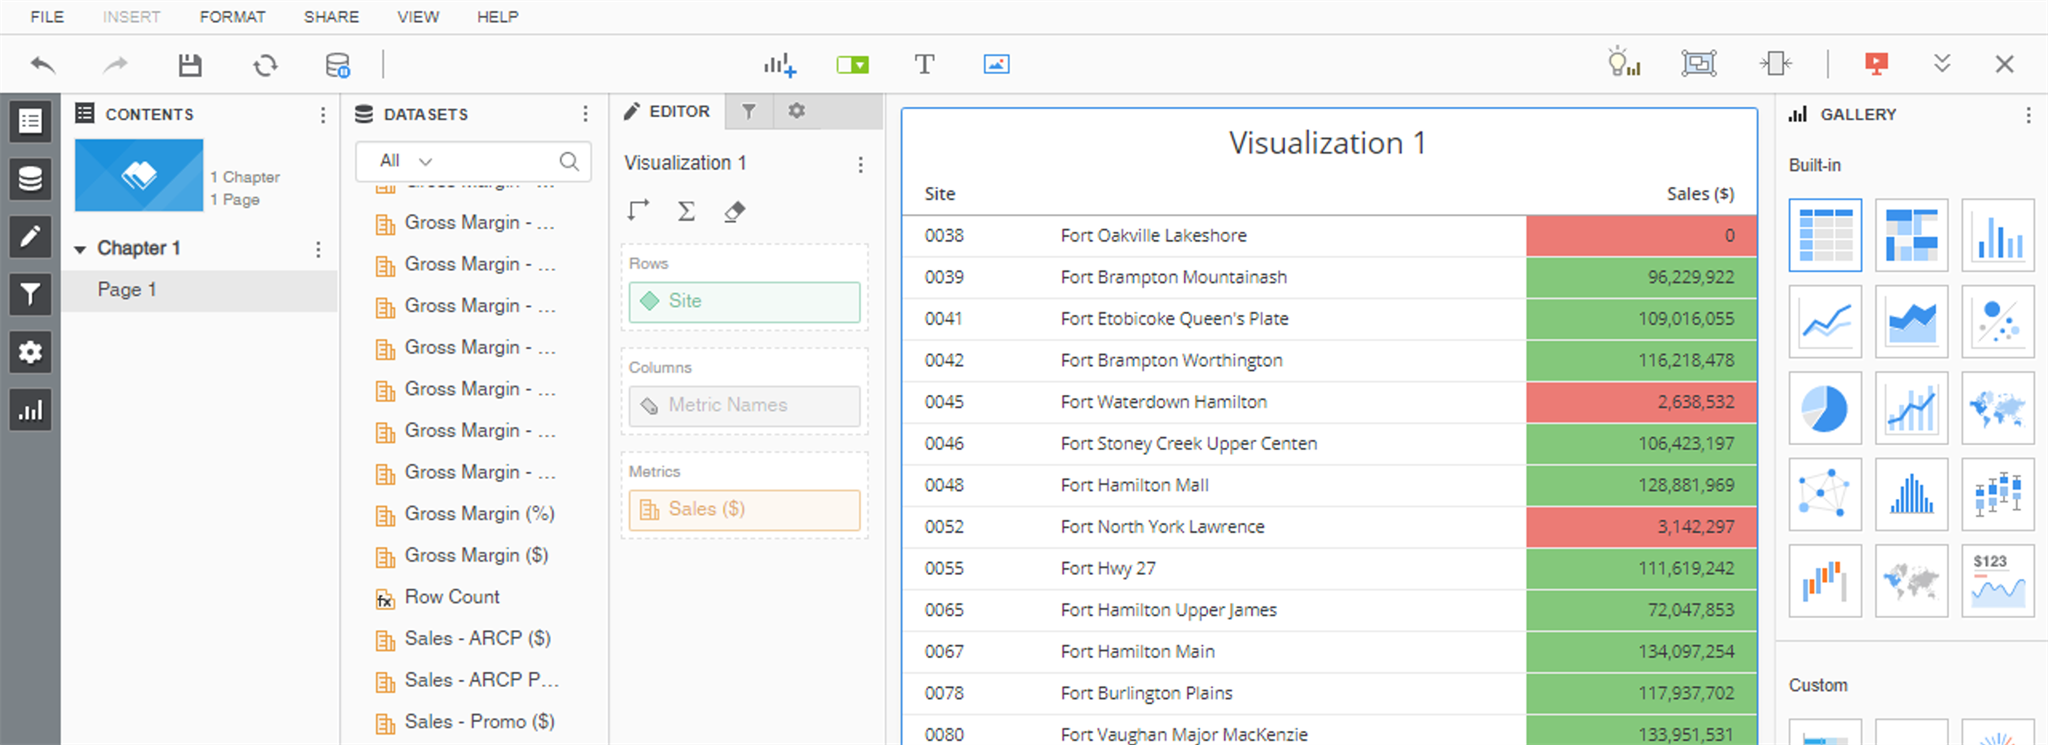 FILE INSERT FORMAT SHARE VIEW HELP
CONTENTS
1 Chapter
1 Page
Chapter 1
Page 1
DATASETS
All
Gross Margin - ...
Gross Margin - ...
Gross Margin - ...
Gross Margin - ...
Gross Margin - ...
Gross Margin - ...
Gross Margin - ...
Gross Margin - ...
Gross Margin (%)
Gross Margin ($)
fx Row Count
Sales - ARCP ($)
Sales - ARCP P...
Sales - Promo ($)
EDITOR
Visualization 1
Rows
Site
Columns
Metric Names
Metrics
Sales ($)
Visualization 1
Site Sales ($)
0038 Fort Oakville Lakeshore 0
0039 Fort Brampton Mountainash 96,229,922
0041 Fort Etobicoke Queen's Plate 109,016,055
0042 Fort Brampton Worthington 116,218,478
0045 Fort Waterdown Hamilton 2,638,532
0046 Fort Stoney Creek Upper Centen 106,423,197
0048 Fort Hamilton Mall 128,881,969
0052 Fort North York Lawrence 3,142,297
0055 Fort Hwy 27 111,619,242
0065 Fort Hamilton Upper James 72,047,853
0067 Fort Hamilton Main 134,097,254
0078 Fort Burlington Plains 117,937,702
0080 Fort Vaughan Major MacKenzie 133,951,531
GALLERY
Built-in
$123
Custom